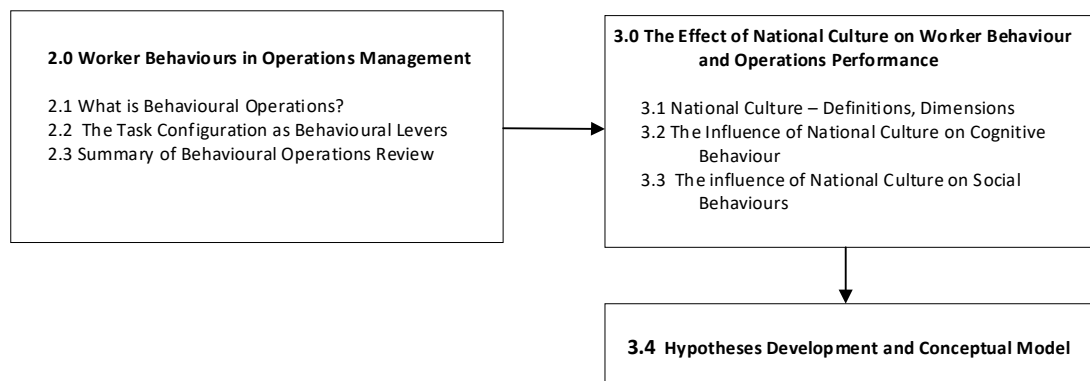 2.0 Worker Behaviours in Operations Management
2.1 What is Behavioural Operations?
2.2 The Task Configuration as Behavioural Levers
2.3 Summary of Behavioural Operations Review
3.0 The Effect of National Culture on Worker Behaviour
and Operations Performance
3.1 National Culture – Definitions, Dimensions
3.2 The Influence of National Culture on Cognitive
Behaviour
3.3 The influence of National Culture on Social
Behaviours
3.4 Hypotheses Development and Conceptual Model